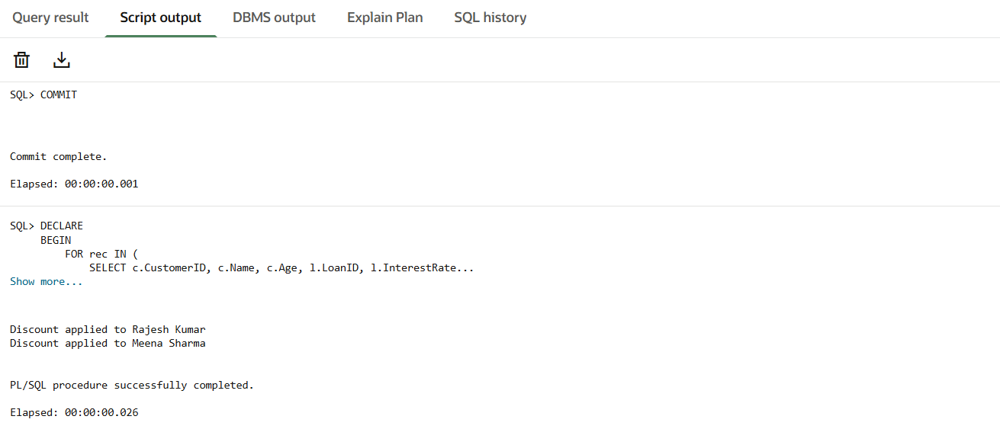 Query result Script output DBMS output Explain Plan SQL history
SQL> COMMIT
Commit complete.
Elapsed: 00:00:00.001
SQL> DECLARE
BEGIN
FOR rec IN (
SELECT c.CustomerID, c.Name, c.Age, l.LoanID, l.InterestRate...
Show more...
Discount applied to Rajesh Kumar
Discount applied to Meena Sharma
PL/SQL procedure successfully completed.
Elapsed: 00:00:00.026